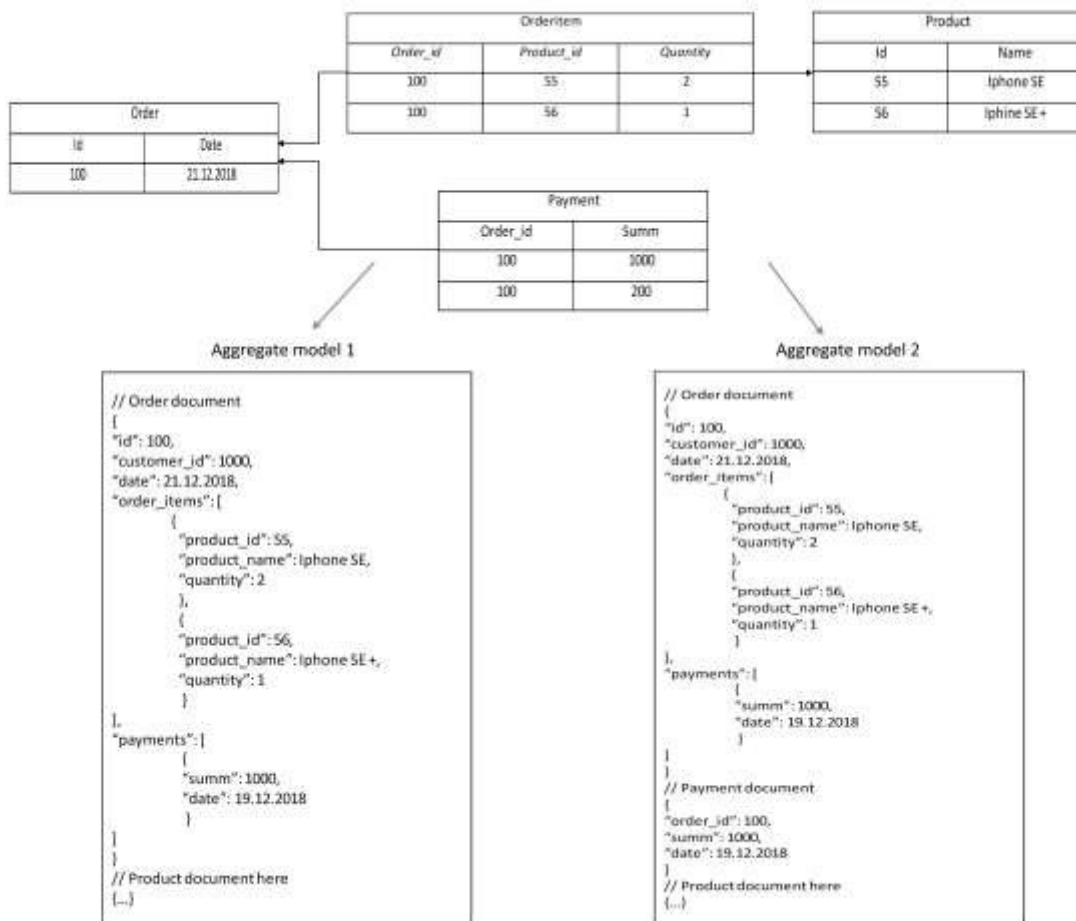 Orderitem
Order_id Product_id Quantity
100 55 2
100 56 1
Product
Id Name
55 Iphone SE
56 Iphine SE +
Order
Id Date
100 21.12.2018
Payment
Order_id Summ
100 1000
100 200
Aggregate model 1
// Order document
{
“id”: 100,
“customer_id”: 1000,
“date”: 21.12.2018,
“order_items”: [
{
“product_id”: 55,
“product_name”: Iphone SE,
“quantity”: 2
},
{
“product_id”: 56,
“product_name”: Iphone SE +,
“quantity”: 1
}
],
“payments”: [
{
“summ”: 1000,
“date”: 19.12.2018
}
]
}
// Product document here
{...}
Aggregate model 2
// Order document
{
“id”: 100,
“customer_id”: 1000,
“date”: 21.12.2018,
“order_items”: [
{
“product_id”: 55,
“product_name”: Iphone SE,
“quantity”: 2
},
{
“product_id”: 56,
“product_name”: Iphone SE +,
“quantity”: 1
}
],
“payments”: [
{
“summ”: 1000,
“date”: 19.12.2018
}
]
}
// Payment document
{
“order_id”: 100,
“summ”: 1000,
“date”: 19.12.2018
}
// Product document here
{...}